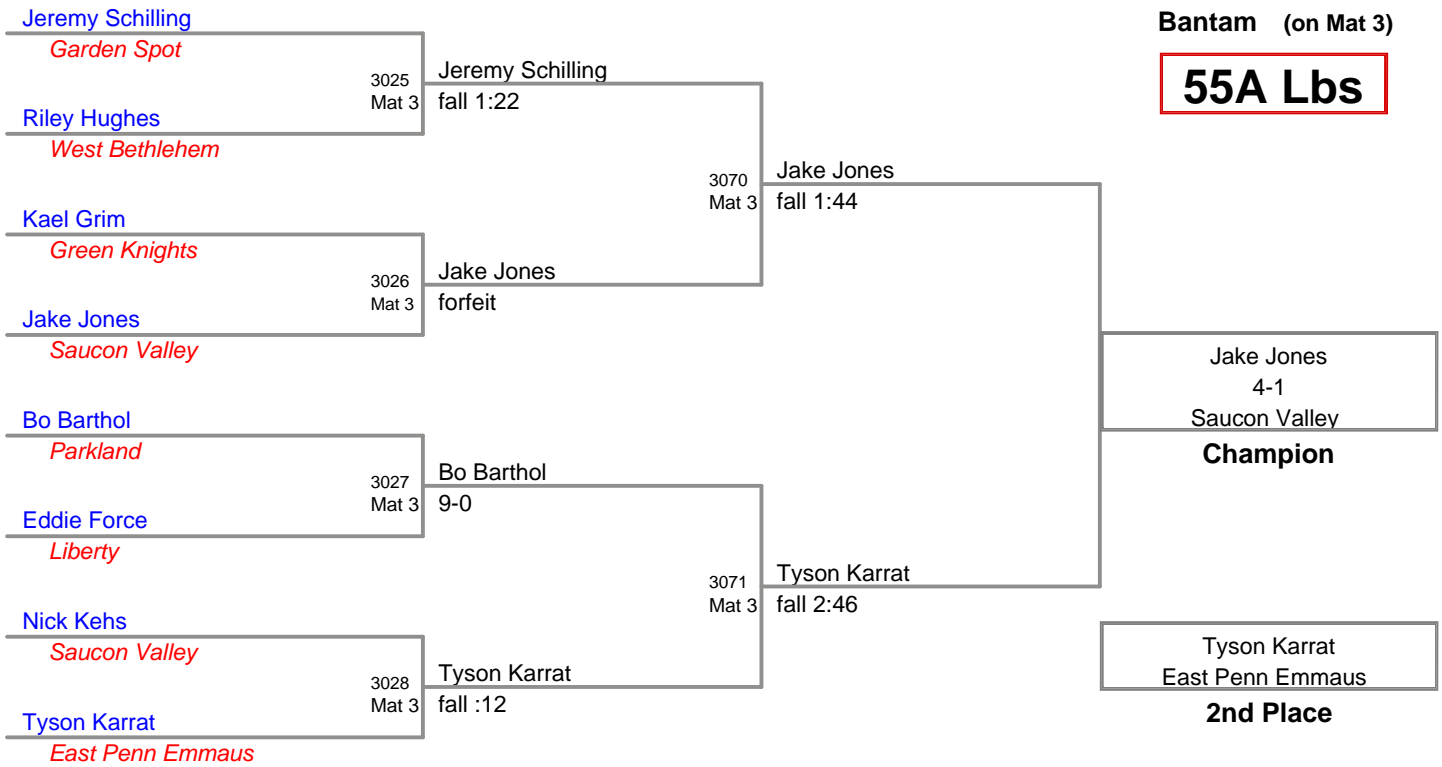 Jeremy Schilling
Garden Spot
Riley Hughes
West Bethlehem
Kael Grim
Green Knights
Jake Jones
Saucon Valley
Bo Barthol
Parkland
Eddie Force
Liberty
Nick Kehs
Saucon Valley
Tyson Karrat
East Penn Emmaus
3025
Mat 3
Jeremy Schilling
fall 1:22
3026
Mat 3
Jake Jones
forfeit
3027
Mat 3
Bo Barthol
9-0
3028
Mat 3
Tyson Karrat
fall :12
3070
Mat 3
Jake Jones
fall 1:44
3071
Mat 3
Tyson Karrat
fall 2:46
Bantam (on Mat 3)
55A Lbs
Jake Jones
4-1
Saucon Valley
Champion
Tyson Karrat
East Penn Emmaus
2nd Place